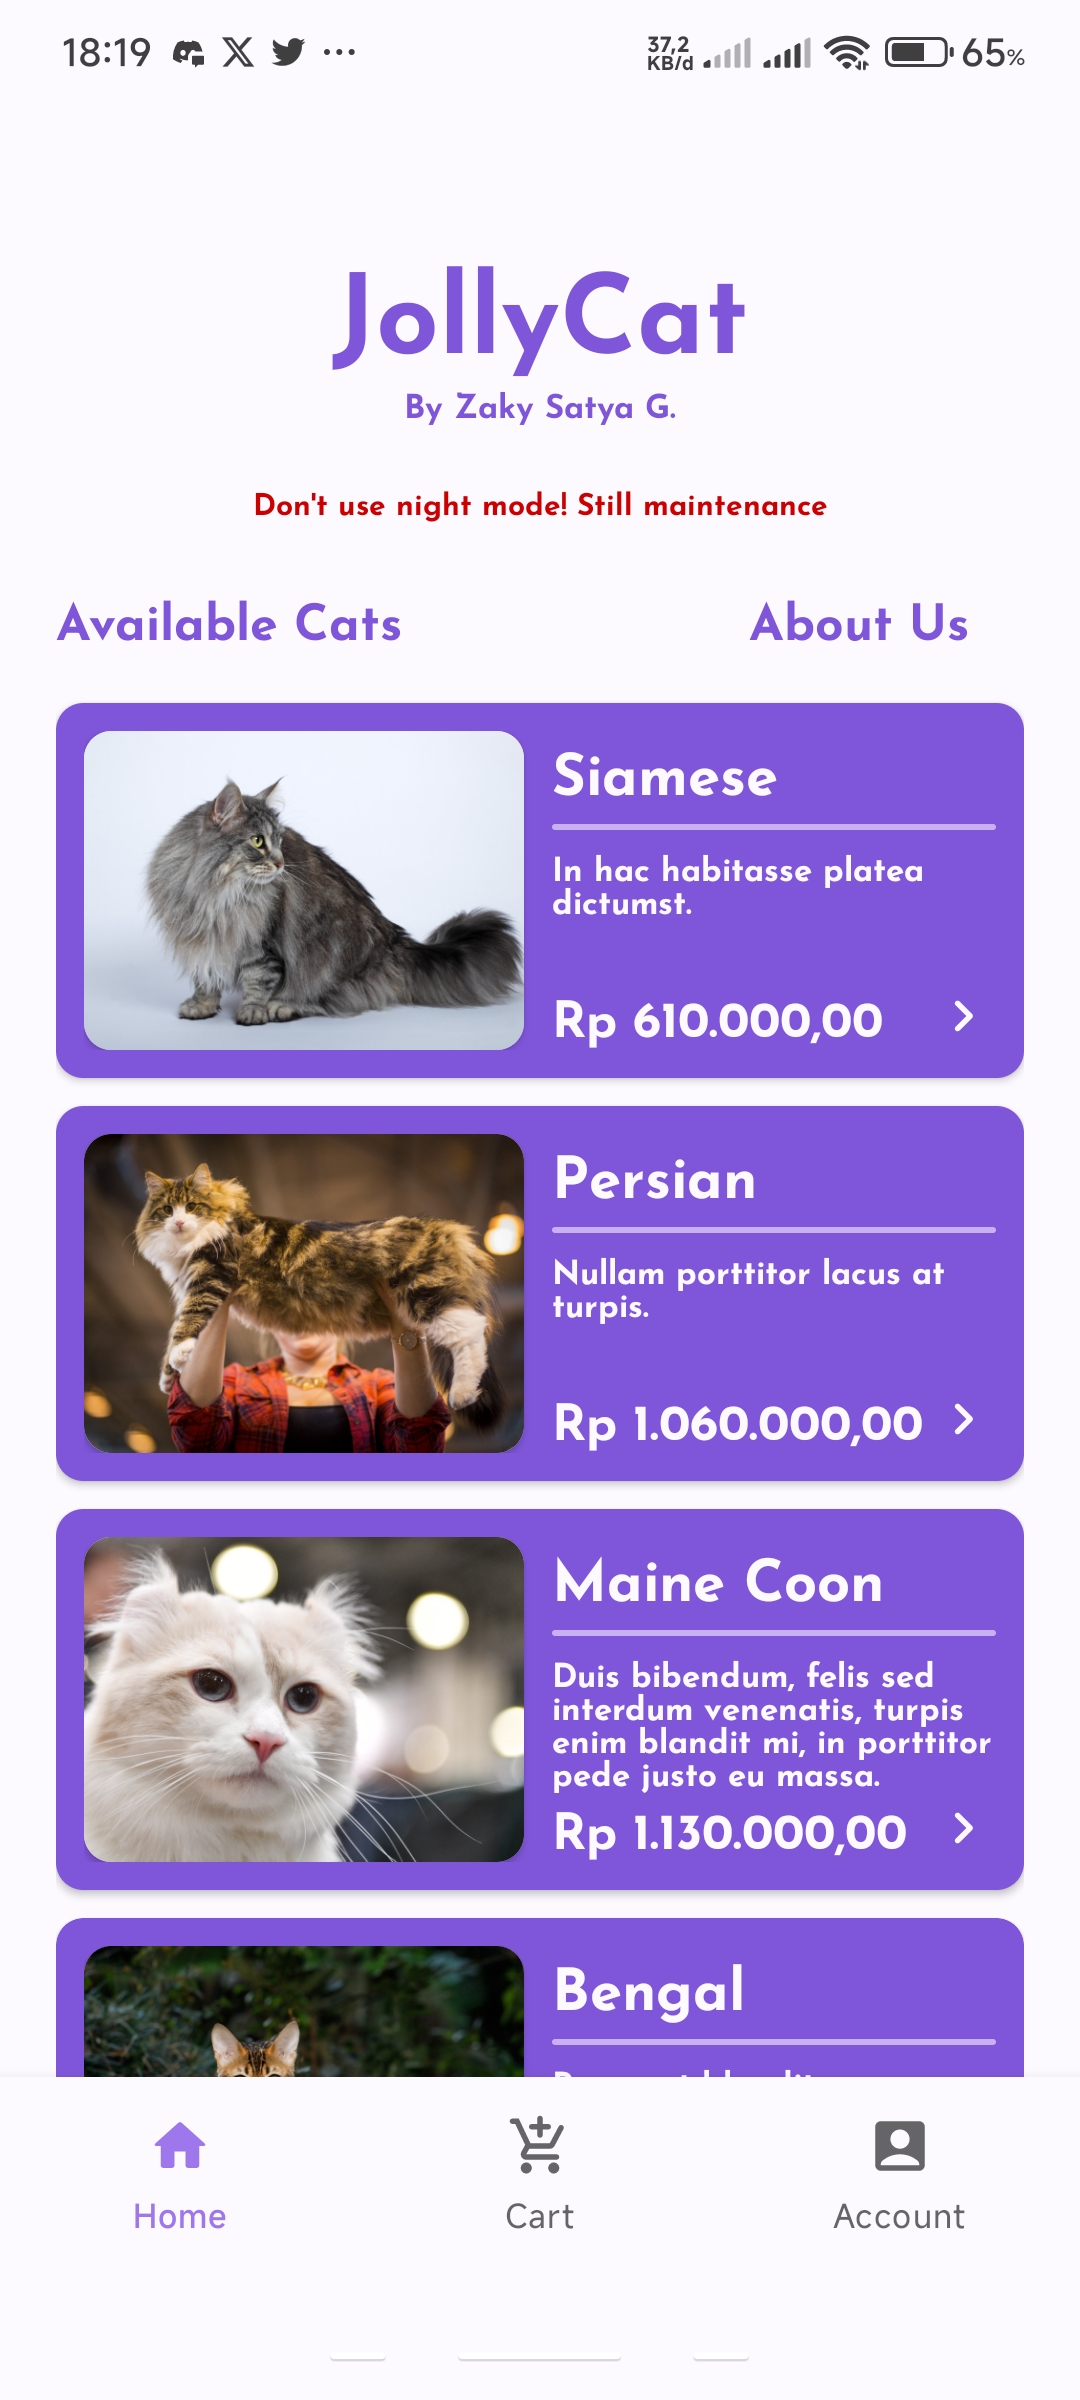 18:19
37,2
KB/d
65%
JollyCat
By Zaky Satya G.
Don't use night mode! Still maintenance
Available Cats
About Us
Siamese
In hac habitasse platea
dictumst.
Rp 610.000,00
Persian
Nullam porttitor lacus at
turpis.
Rp 1.060.000,00
Maine Coon
Duis bibendum, felis sed
interdum venenatis, turpis
enim blandit mi, in porttitor
pede justo eu massa.
Rp 1.130.000,00
Bengal
Home
Cart
Account